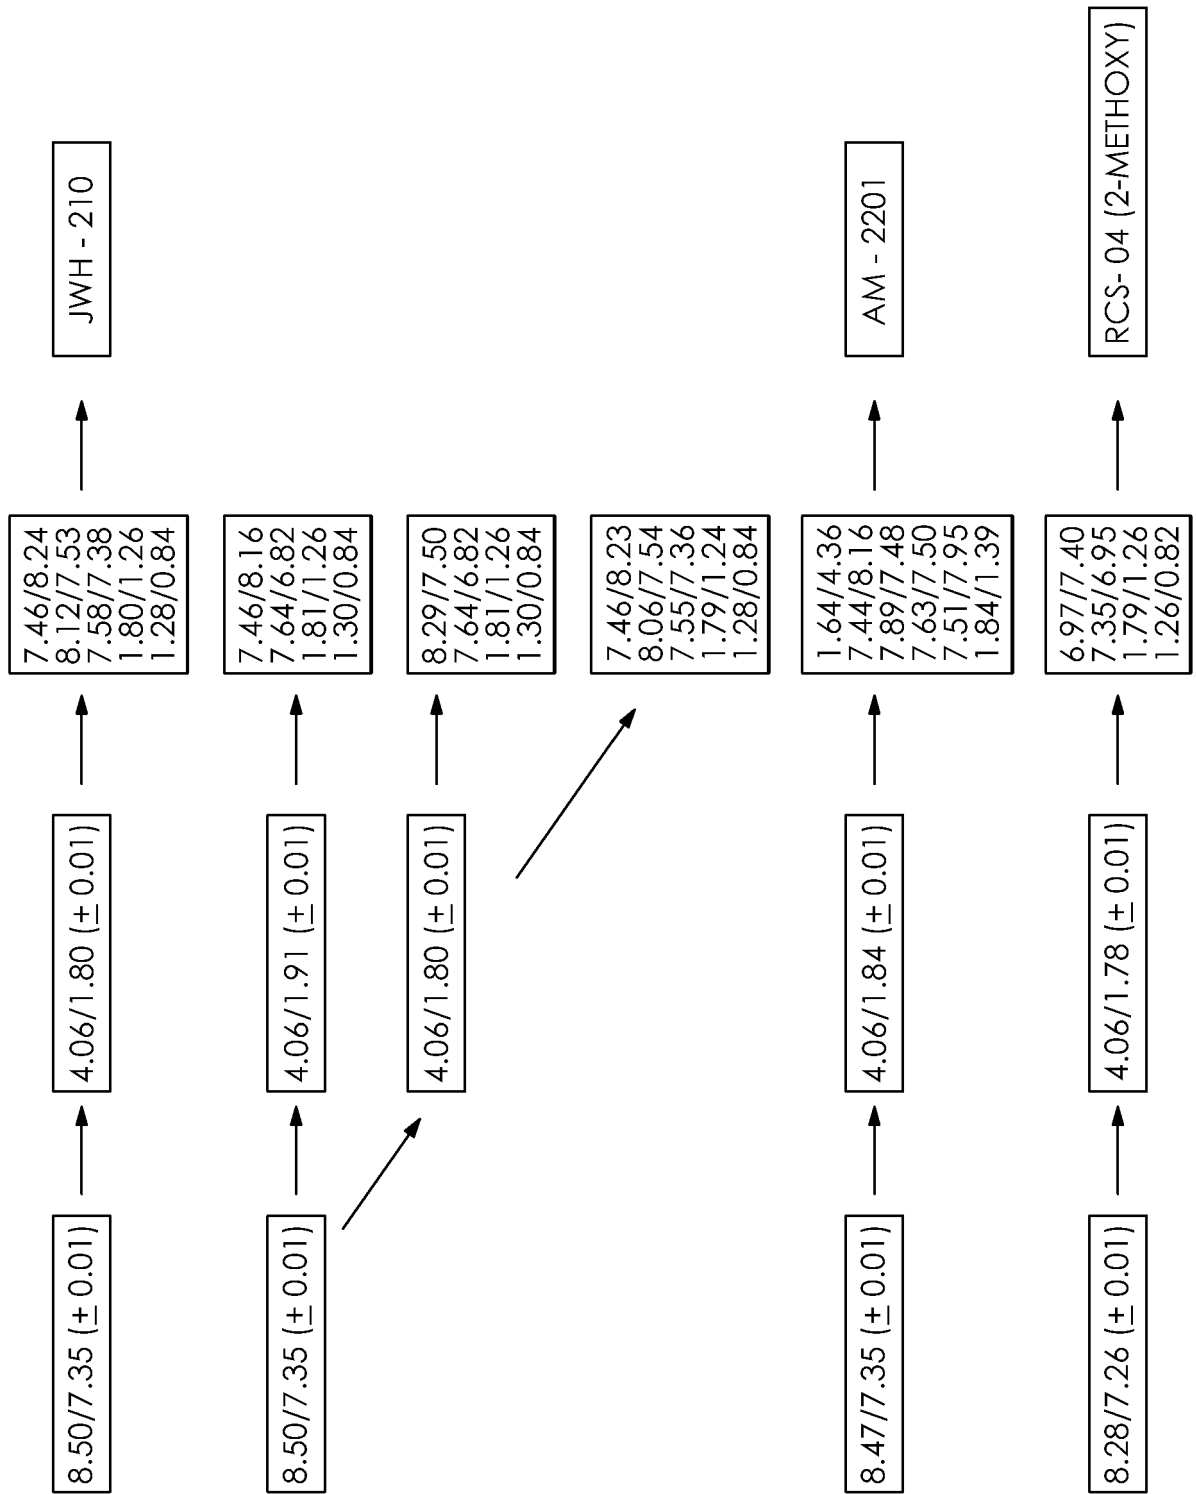 8.50/7.35 (± 0.01)
4.06/1.80 (± 0.01)
7.46/8.24
8.12/7.53
7.58/7.38
1.80/1.26
1.28/0.84
JWH - 210
8.50/7.35 (± 0.01)
4.06/1.91 (± 0.01)
7.46/8.16
7.64/6.82
1.81/1.26
1.30/0.84
4.06/1.80 (± 0.01)
8.29/7.50
7.64/6.82
1.81/1.26
1.30/0.84
7.46/8.23
8.06/7.54
7.55/7.36
1.79/1.24
1.28/0.84
8.47/7.35 (± 0.01)
4.06/1.84 (± 0.01)
1.64/4.36
7.44/8.16
7.89/7.48
7.63/7.50
7.51/7.95
1.84/1.39
AM - 2201
8.28/7.26 (± 0.01)
4.06/1.78 (± 0.01)
6.97/7.40
7.35/6.95
1.79/1.26
1.26/0.82
RCS- 04 (2-METHOXY)